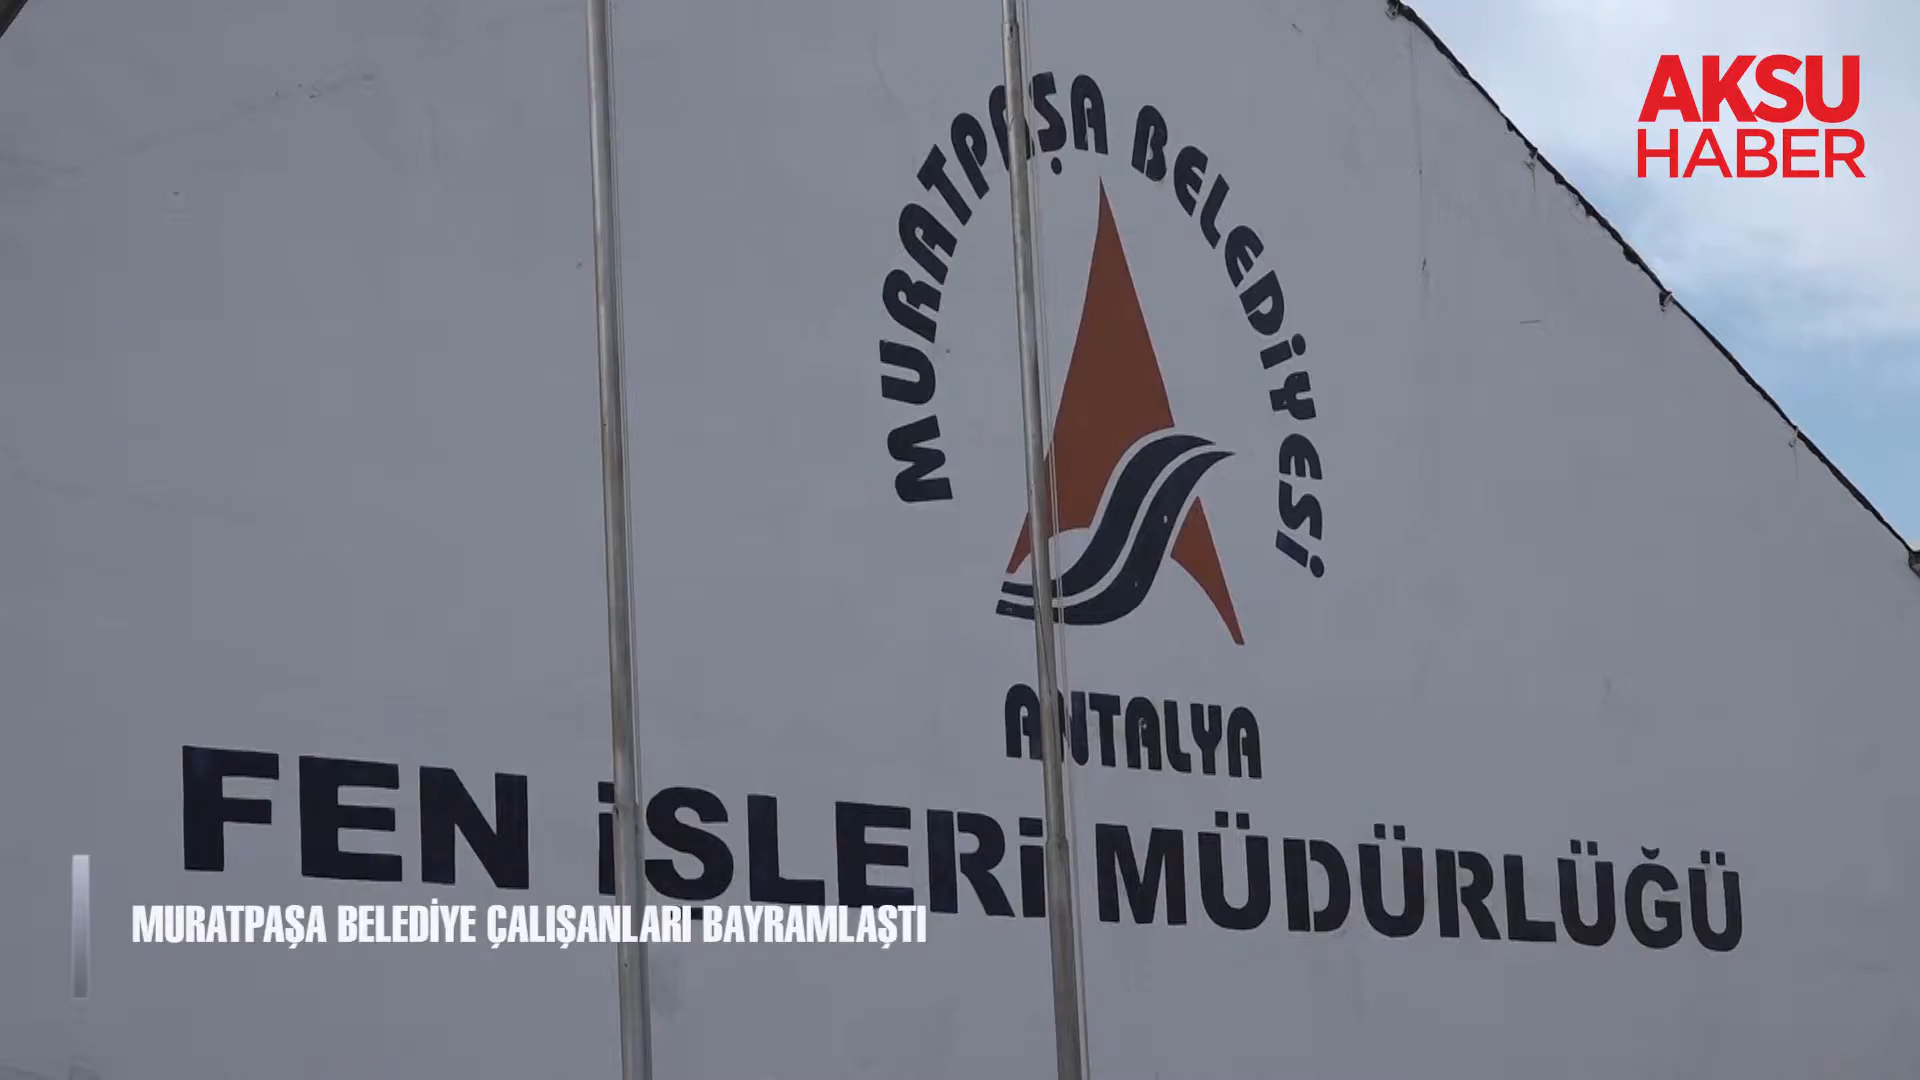 AKSU
HABER
MURATPAŞA BELEDİYESİ
ANTALYA
FEN İŞLERİ MÜDÜRLÜĞÜ
MURATPAŞA BELEDİYE ÇALIŞANLARI BAYRAMLAŞTI